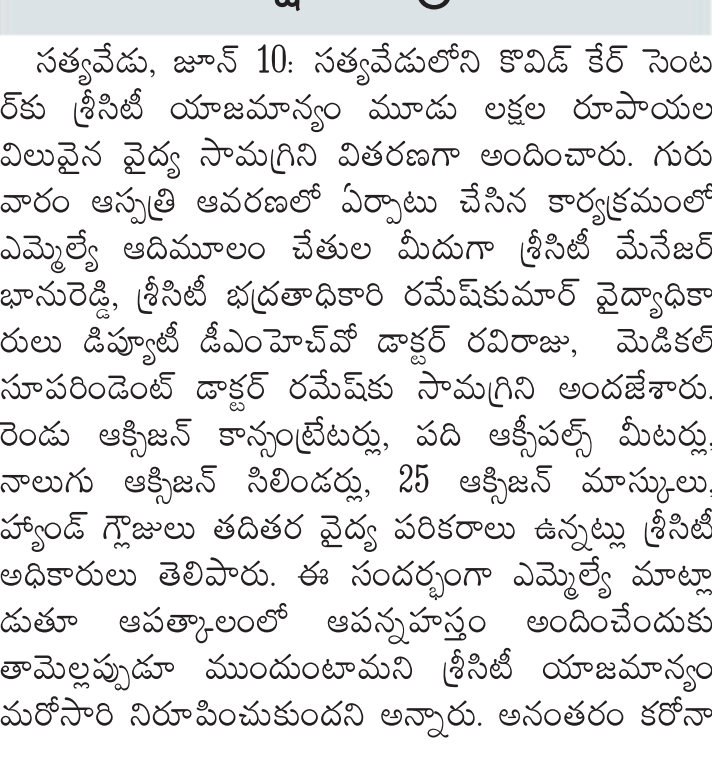 సత్యవేడు, జూన్ 10: సత్యవేడులోని కొవిడ్ కేర్ సెంట
ర్‌కు శ్రీసిటీ యాజమాన్యం మూడు లక్షల రూపాయల
విలువైన వైద్య సామగ్రిని వితరణగా అందించారు. గురు
వారం ఆస్పత్రి ఆవరణలో ఏర్పాటు చేసిన కార్యక్రమంలో
ఎమ్మెల్యే ఆదిమూలం చేతుల మీదుగా శ్రీసిటీ మేనేజర్
భానురెడ్డి, శ్రీసిటీ భద్రతాధికారి రమేష్‌కుమార్ వైద్యాధికా
రులు డిప్యూటీ డీఎంహెచ్‌వో డాక్టర్ రవిరాజు, మెడికల్
సూపరిండెంట్ డాక్టర్ రమేష్‌కు సామగ్రిని అందజేశారు.
రెండు ఆక్సిజన్ కాన్సంట్రేటర్లు, పది ఆక్సీపల్స్ మీటర్లు,
నాలుగు ఆక్సిజన్ సిలిండర్లు, 25 ఆక్సిజన్ మాస్కులు,
హ్యాండ్ గ్లౌజులు తదితర వైద్య పరికరాలు ఉన్నట్లు శ్రీసిటీ
అధికారులు తెలిపారు. ఈ సందర్భంగా ఎమ్మెల్యే మాట్లా
డుతూ ఆపత్కాలంలో ఆపన్నహస్తం అందించేందుకు
తామెల్లప్పుడూ ముందుంటామని శ్రీసిటీ యాజమాన్యం
మరోసారి నిరూపించుకుందని అన్నారు. అనంతరం కరోనా